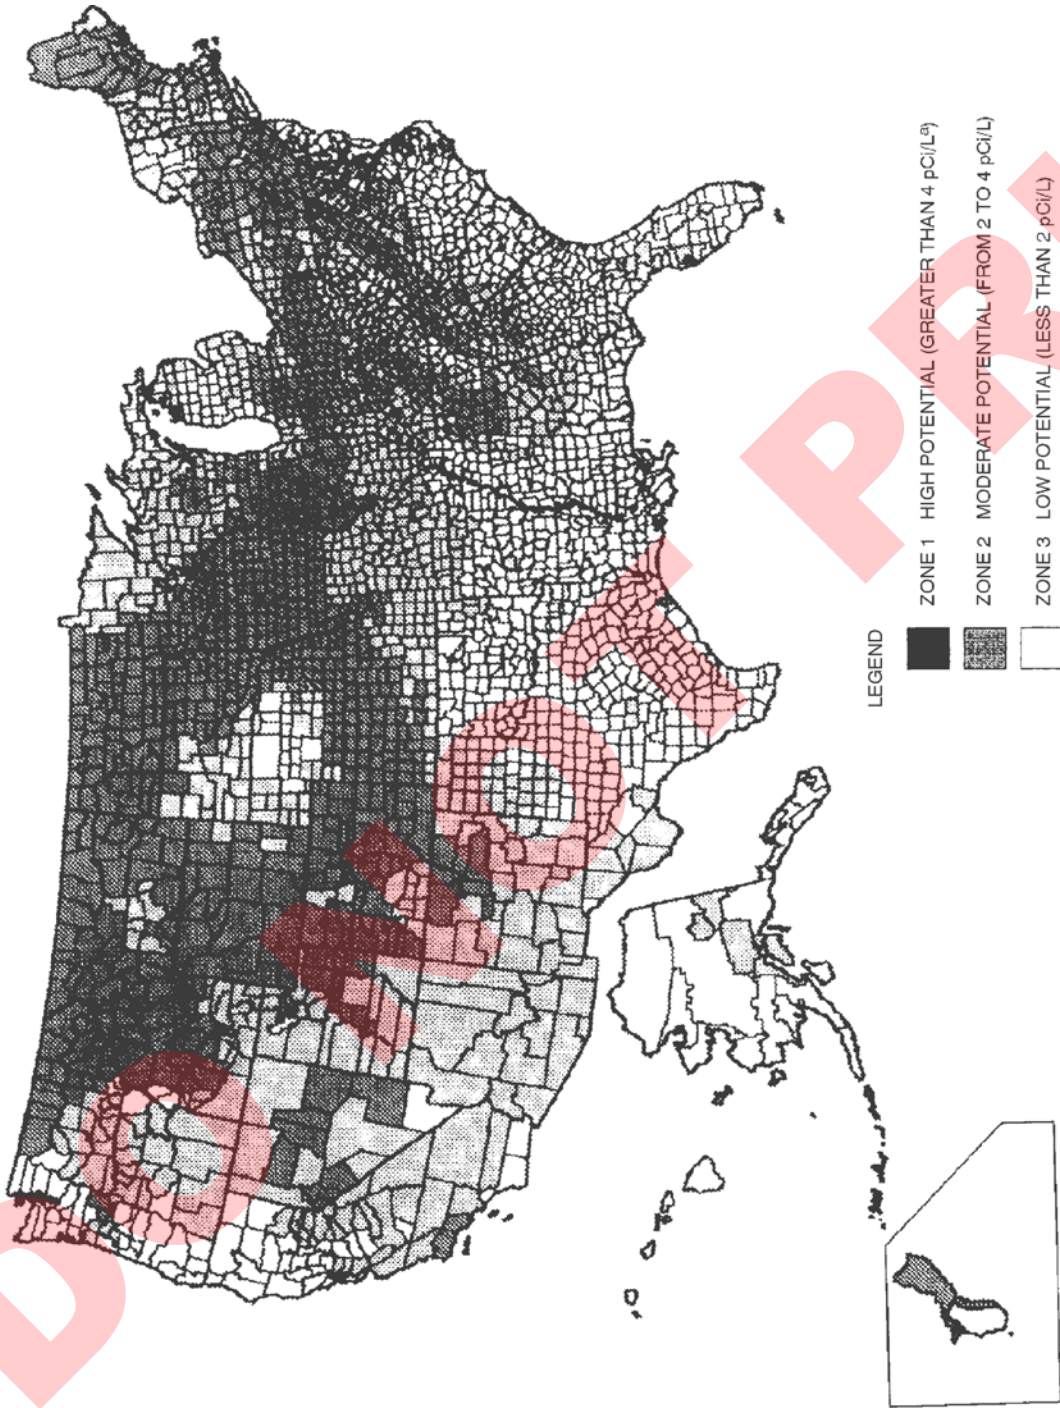 LEGEND
ZONE 1 HIGH POTENTIAL (GREATER THAN 4 pCi/Lª)
ZONE 2 MODERATE POTENTIAL (FROM 2 TO 4 pCi/L)
ZONE 3 LOW POTENTIAL (LESS THAN 2 pCi/L)
DO NOT PR